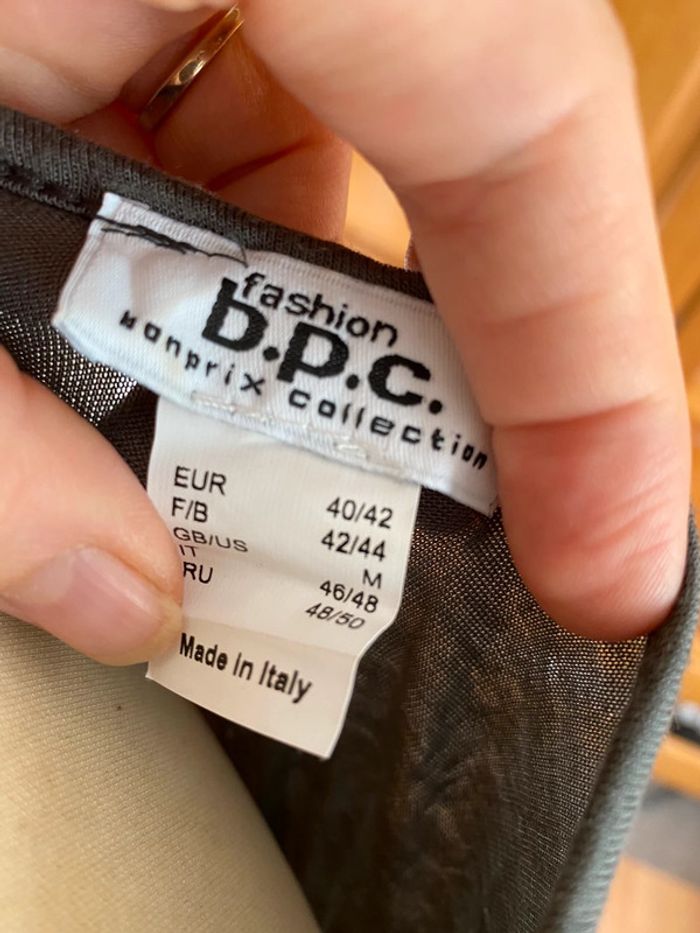 fashion
b.p.c.
Bonprix Collection
EUR 40/42
F/B 42/44
GB/US M
IT 46/48
RU 48/50
Made in Italy